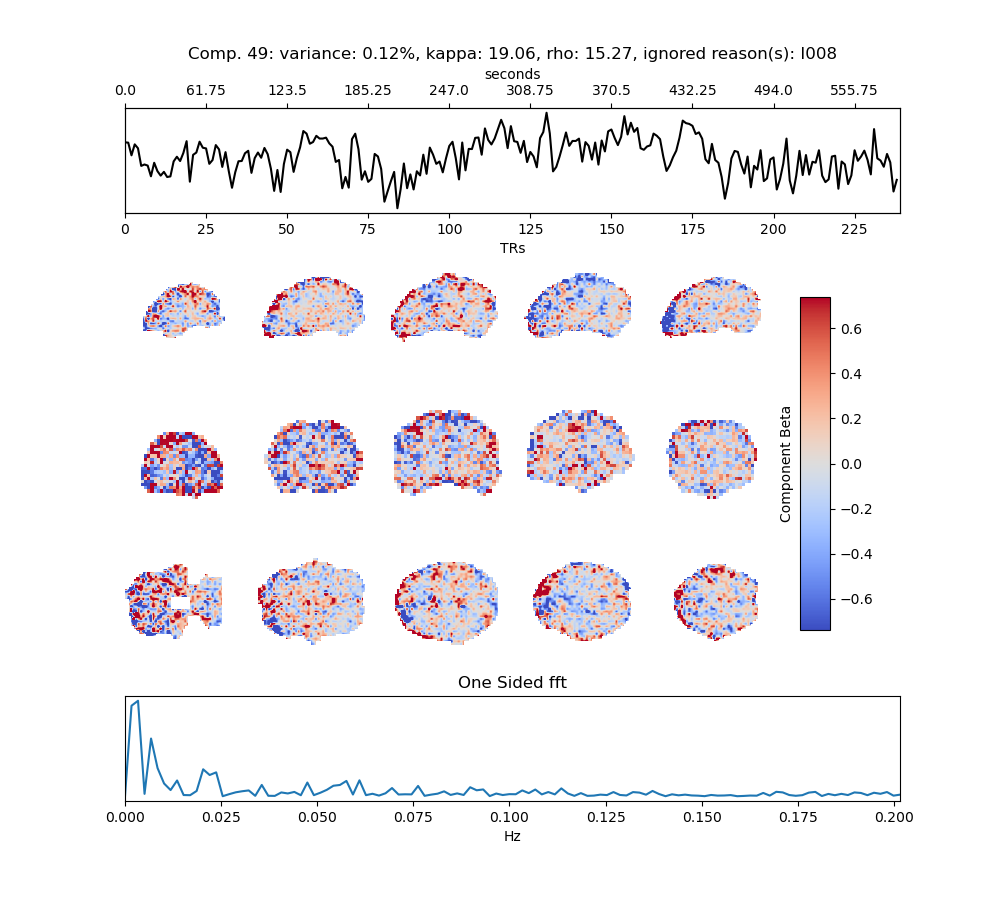 Comp. 49: variance: 0.12%, kappa: 19.06, rho: 15.27, ignored reason(s): I008
seconds
0.0 61.75 123.5 185.25 247.0 308.75 370.5 432.25 494.0 555.75
0 25 50 75 100 125 150 175 200 225
TRs
0.6
0.4
0.2
0.0
−0.2
−0.4
−0.6
Component Beta
One Sided fft
0.000 0.025 0.050 0.075 0.100 0.125 0.150 0.175 0.200
Hz